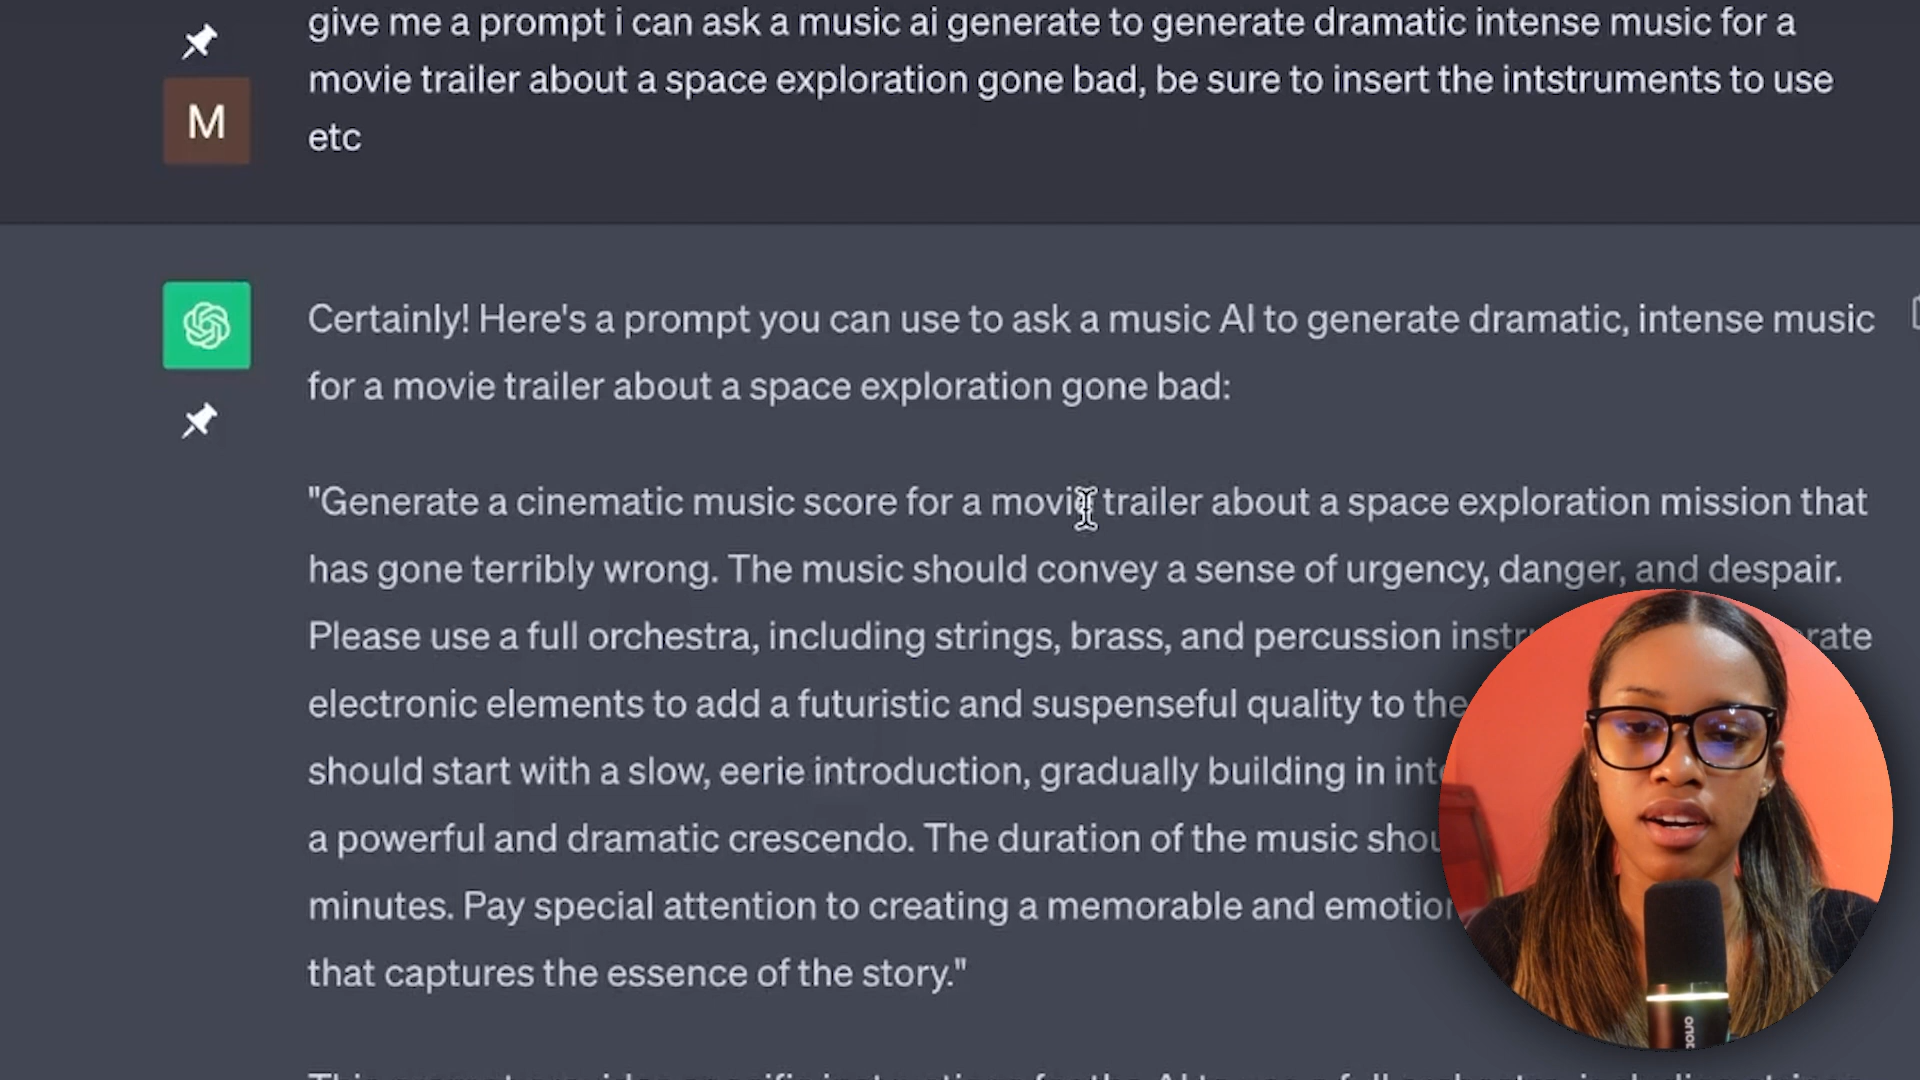 give me a prompt i can ask a music ai generate to generate dramatic intense music for a
movie trailer about a space exploration gone bad, be sure to insert the intstruments to use
M
etc
Certainly! Here's a prompt you can use to ask a music AI to generate dramatic, intense music
for a movie trailer about a space exploration gone bad:
"Generate a cinematic music score for a movie trailer about a space exploration mission that
has gone terribly wrong. The music should convey a sense of urgency, danger, and despair.
Please use a full orchestra, including strings, brass, and percussion
electronic elements to add a futuristic and suspenseful quality to the
should start with a slow, eerie introduction, gradually building in
a powerful and dramatic crescendo. The duration of the music
minutes. Pay special attention to creating a memorable and
that captures the essence of the story."